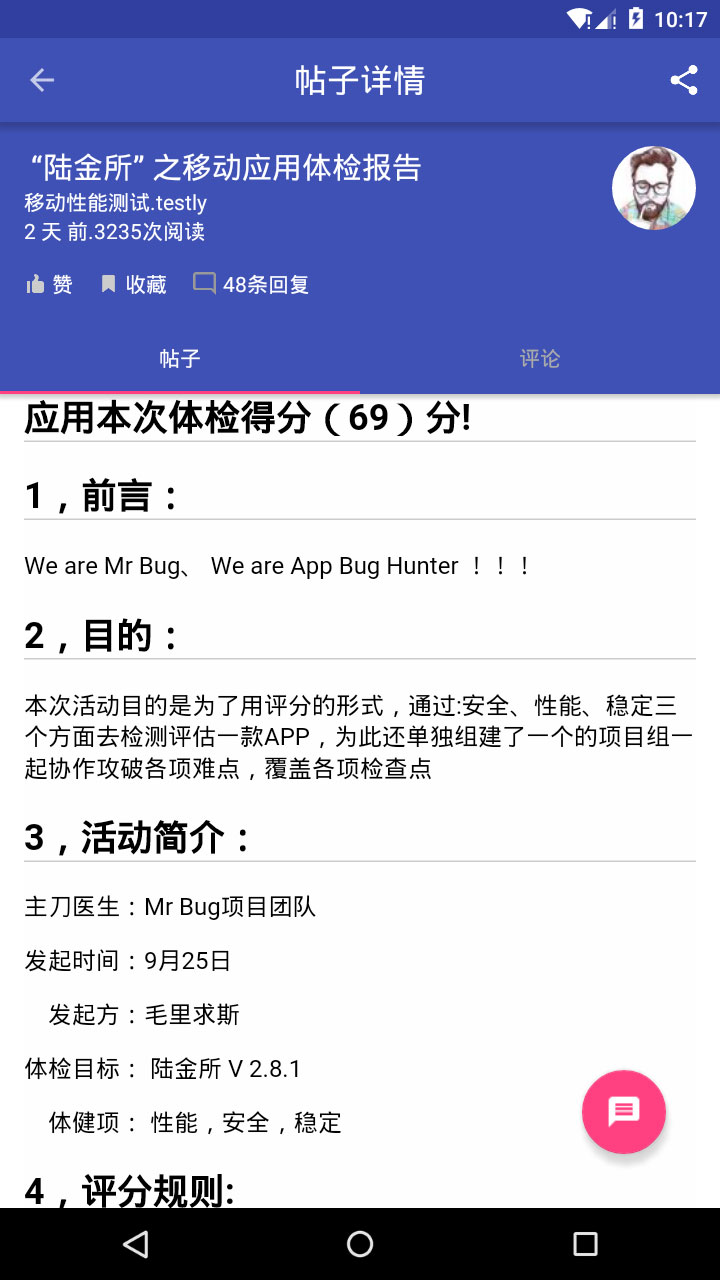 10:17
帖子详情
“陆金所” 之移动应用体检报告
移动性能测试.testly
2 天 前.3235次阅读
赞 收藏 48条回复
帖子 评论
应用本次体检得分（69）分!
1，前言：
We are Mr Bug、 We are App Bug Hunter ！！！
2，目的：
本次活动目的是为了用评分的形式，通过:安全、性能、稳定三
个方面去检测评估一款APP，为此还单独组建了一个的项目组一
起协作攻破各项难点，覆盖各项检查点
3，活动简介：
主刀医生：Mr Bug项目团队
发起时间：9月25日
发起方：毛里求斯
体检目标： 陆金所 V 2.8.1
体健项： 性能，安全，稳定
4，评分规则: